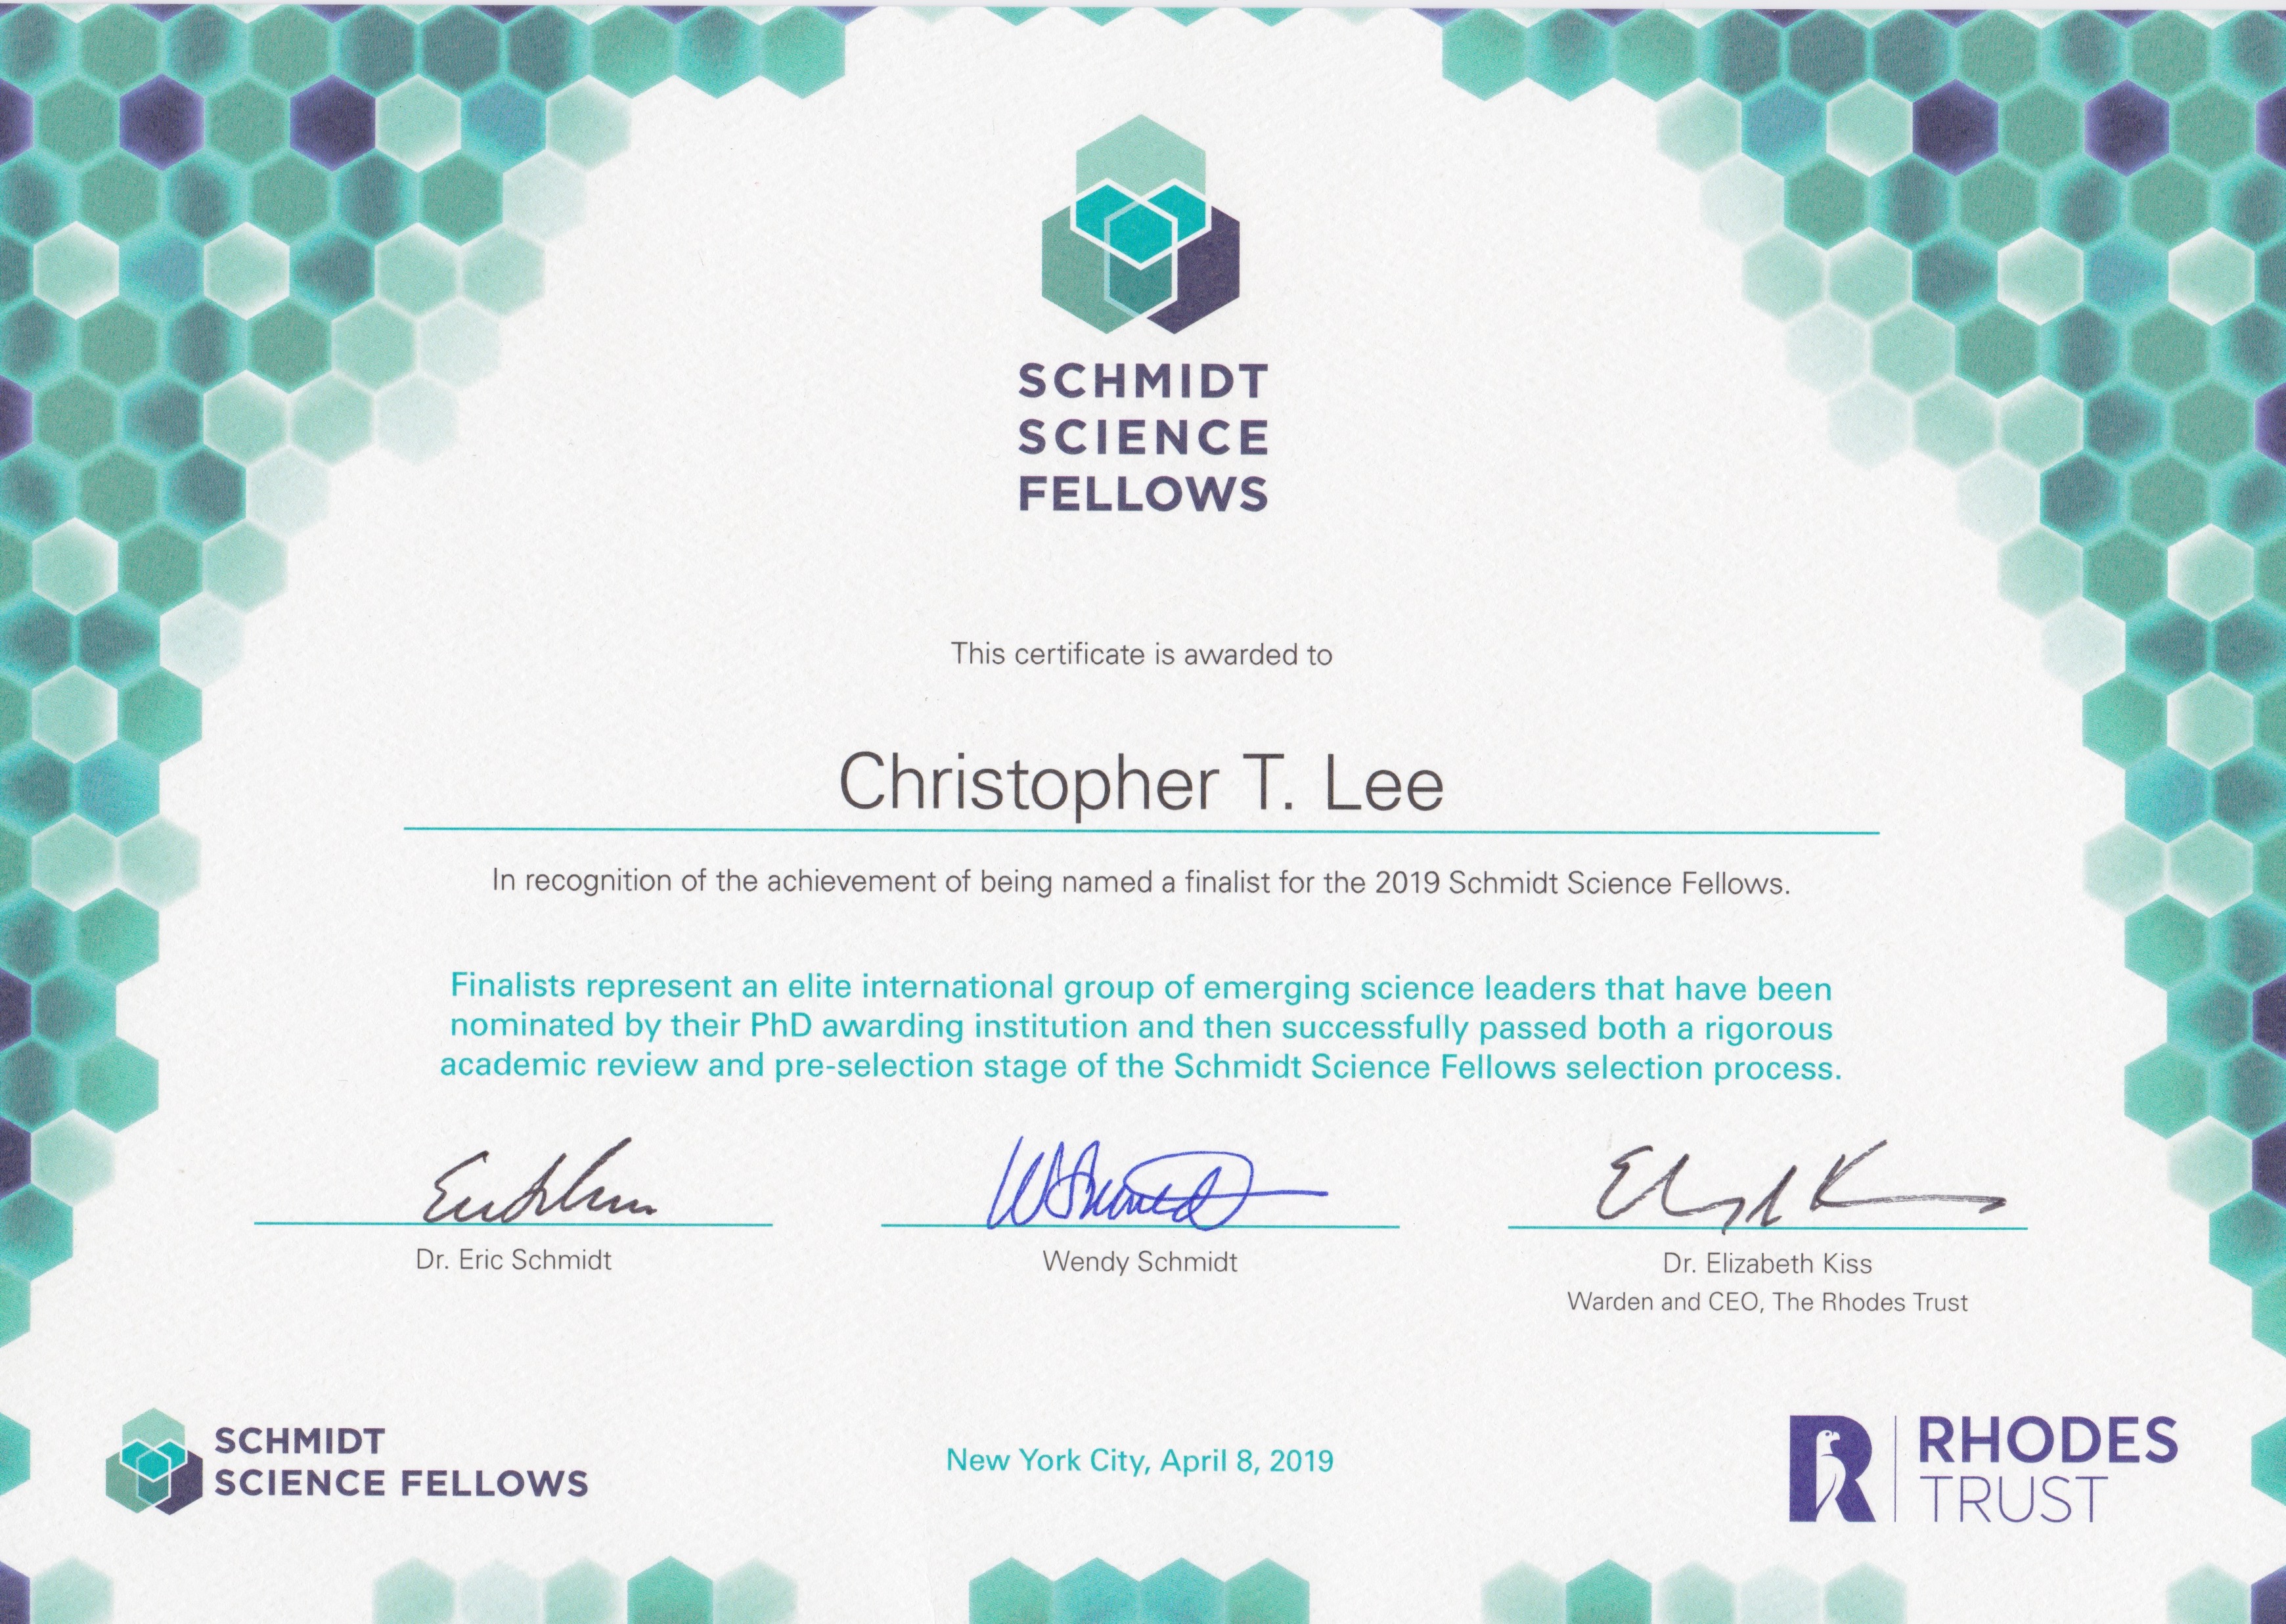 SCHMIDT
SCIENCE
FELLOWS
This certificate is awarded to
Christopher T. Lee
In recognition of the achievement of being named a finalist for the 2019 Schmidt Science Fellows.
Finalists represent an elite international group of emerging science leaders that have been
nominated by their PhD awarding institution and then successfully passed both a rigorous
academic review and pre-selection stage of the Schmidt Science Fellows selection process.
Dr. Eric Schmidt
Wendy Schmidt
Dr. Elizabeth Kiss
Warden and CEO, The Rhodes Trust
SCHMIDT
SCIENCE FELLOWS
New York City, April 8, 2019
R
RHODES
TRUST